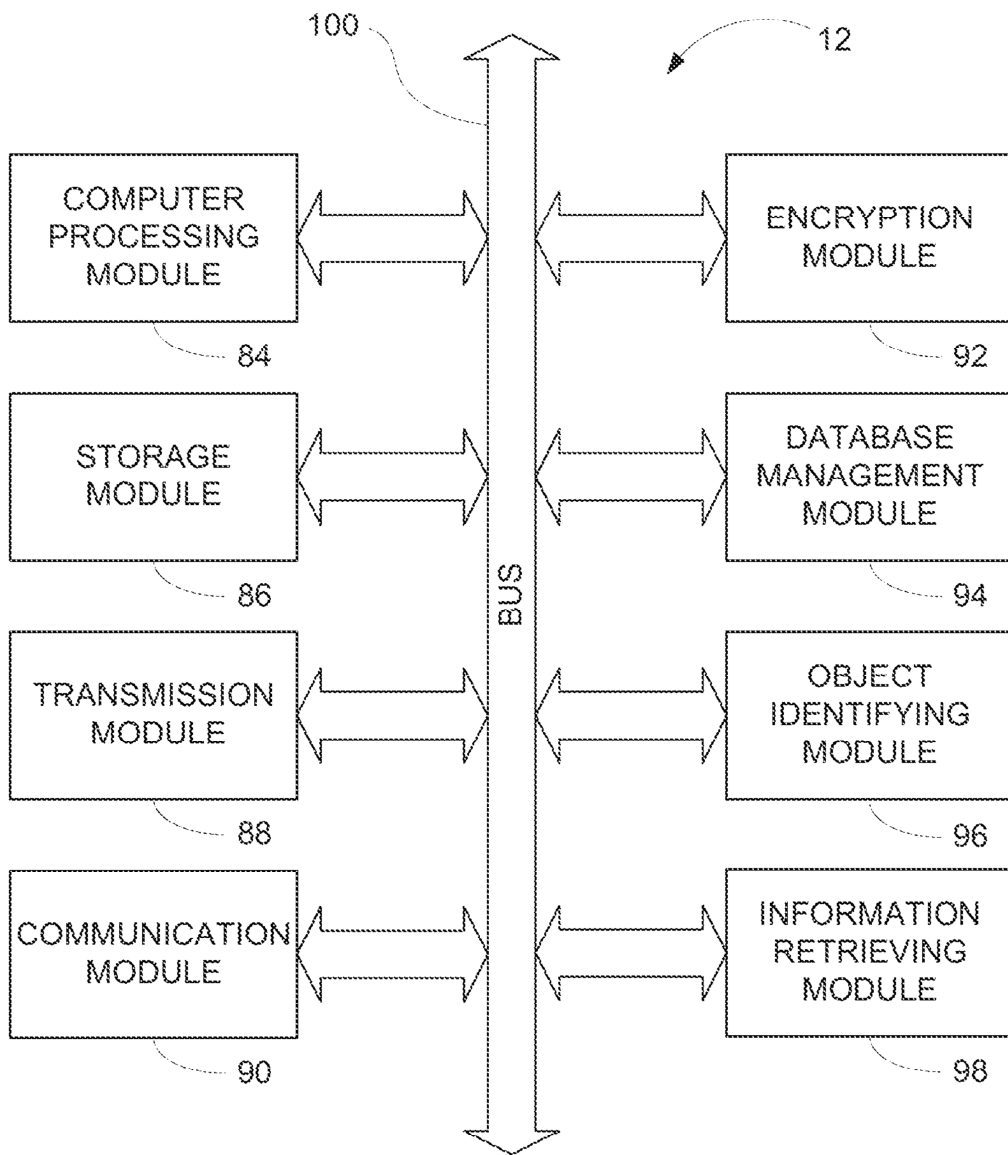 100
12
COMPUTER
PROCESSING
MODULE
84
ENCRYPTION
MODULE
92
STORAGE
MODULE
86
DATABASE
MANAGEMENT
MODULE
94
BUS
TRANSMISSION
MODULE
88
OBJECT
IDENTIFYING
MODULE
96
COMMUNICATION
MODULE
90
INFORMATION
RETRIEVING
MODULE
98